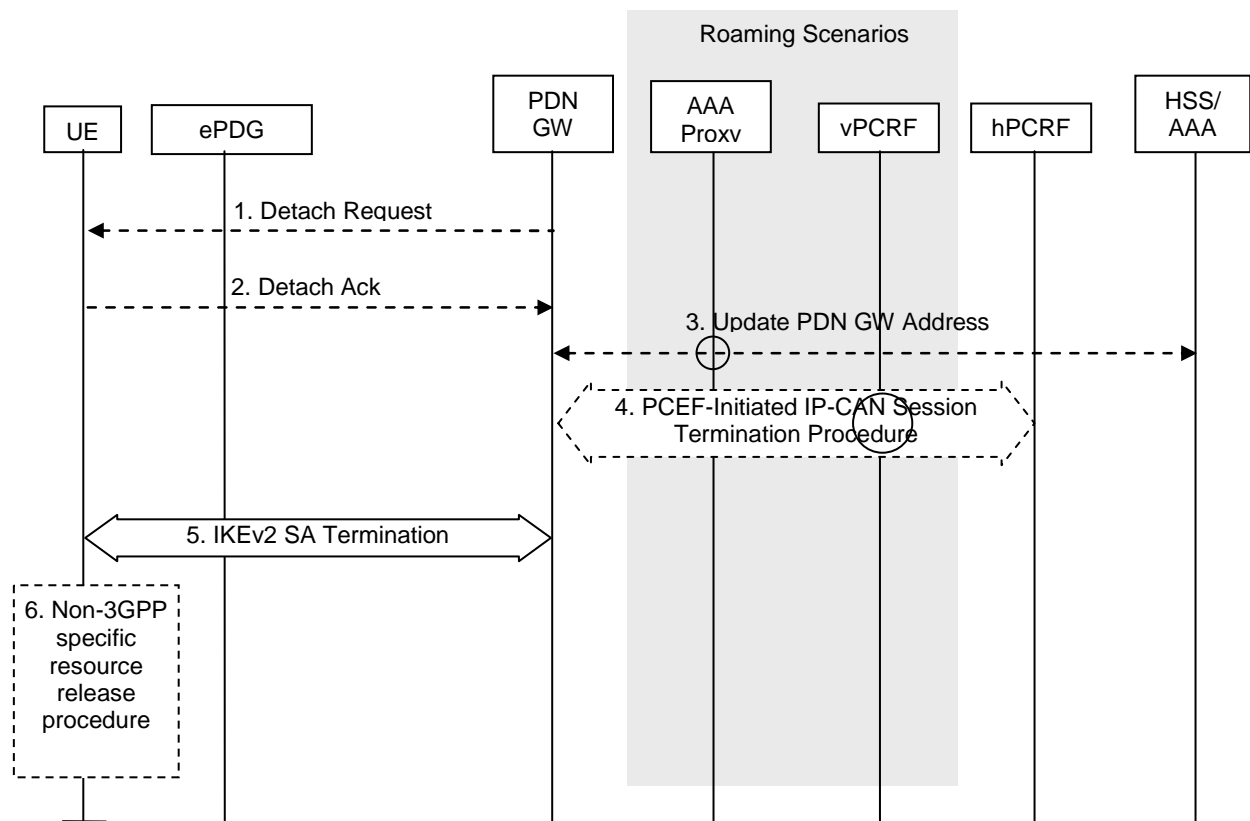 Roaming Scenarios
UE
ePDG
PDN
GW
AAA
Proxy
vPCRF
hPCRF
HSS/
AAA
1. Detach Request
2. Detach Ack
3. Update PDN GW Address
4. PCEF-Initiated IP-CAN Session
Termination Procedure
5. IKEv2 SA Termination
6. Non-3GPP
specific
resource
release
procedure